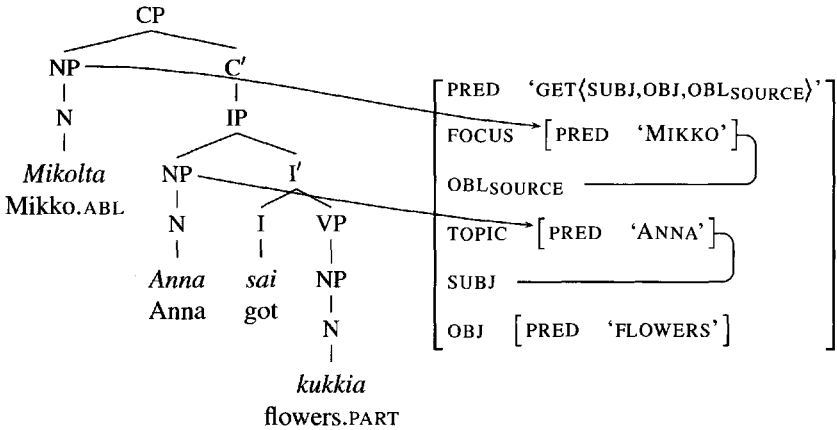 CP
NP C′
PRED ‘GET⟨SUBJ,OBJ,OBLSOURCE⟩’
N IP
FOCUS [PRED ‘MIKKO’]
Mikolta NP I′
OBLSOURCE
Mikko.ABL
N I VP
TOPIC [PRED ‘ANNA’]
Anna sai NP
SUBJ
Anna got
N
OBJ [PRED ‘FLOWERS’]
kukkia
flowers.PART